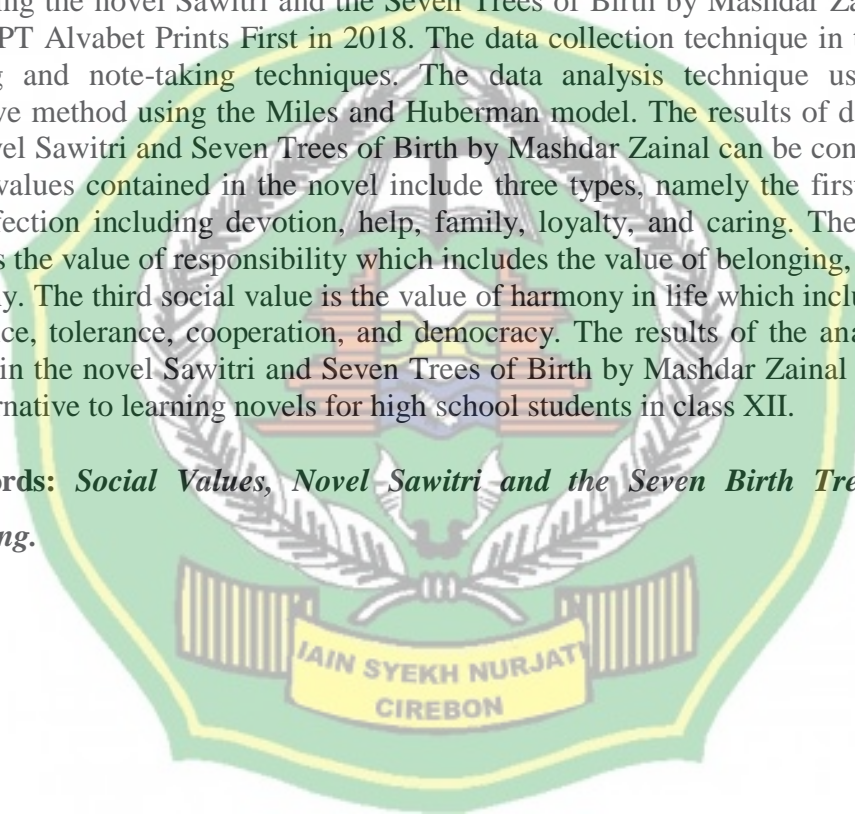 ing the novel Sawitri and the Seven Trees of Birth by Mashdar Za
PT Alvabet Prints First in 2018. The data collection technique in
g and note-taking techniques. The data analysis technique us
ve method using the Miles and Huberman model. The results of d
vel Sawitri and Seven Trees of Birth by Mashdar Zainal can be con
values contained in the novel include three types, namely the first
fection including devotion, help, family, loyalty, and caring. The
s the value of responsibility which includes the value of belonging,
y. The third social value is the value of harmony in life which inclu
ce, tolerance, cooperation, and democracy. The results of the ana
in the novel Sawitri and Seven Trees of Birth by Mashdar Zainal
rnative to learning novels for high school students in class XII.
ords: Social Values, Novel Sawitri and the Seven Birth Tre
ng.
IAIN SYEKH NURJATI
CIREBON